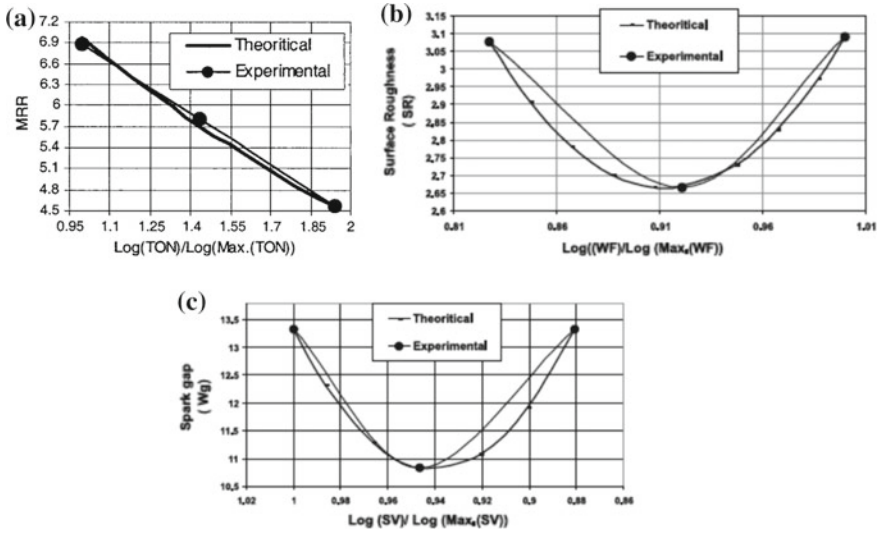 (a)
7.2
6.9
6.6
6.3
6
5.7
5.4
5.1
4.8
4.5
MRR
Theoritical
Experimental
0.95 1.1 1.25 1.4 1.55 1.7 1.85 2
Log(TON)/Log(Max.(TON))
(b)
3,15
3,1
3,05
3
2,95
2,9
2,85
2,8
2,75
2,7
2,65
2,6
Surface Roughness
( SR)
Theoritical
Experimental
0.81 0.86 0.91 0.96 1.01
Log((WF)/Log (Max.(WF))
(c)
13,5
13
12,5
12
11,5
11
10,5
Spark gap
( Wg)
Theoritical
Experimental
1,02 1 0,98 0,96 0,94 0,92 0,9 0,88 0,86
Log (SV)/ Log (Max.(SV))